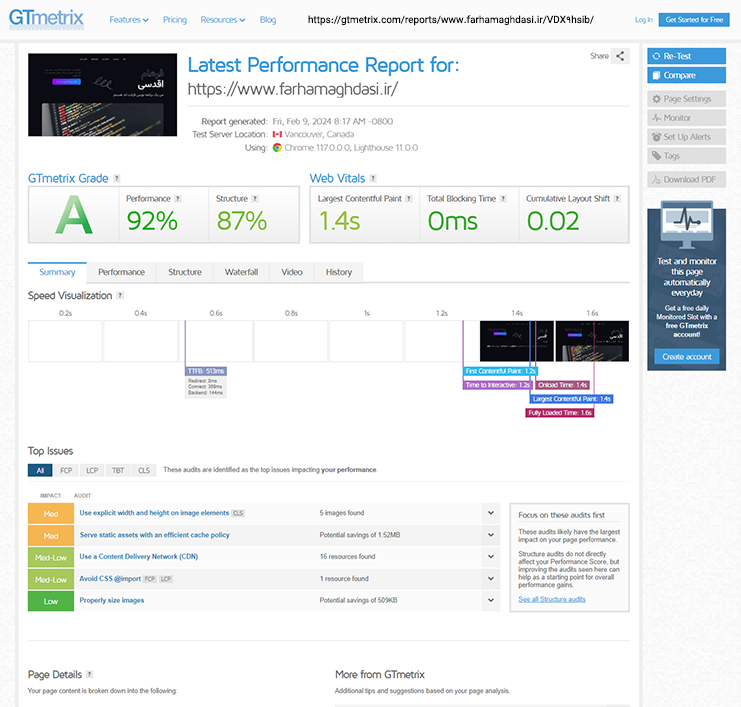 GTmetrix
Features Pricing Resources Blog
https://gtmetrix.com/reports/www.farhamaghdasi.ir/VDX۹hsib/
Log In Get Started for Free
Latest Performance Report for:
https://www.farhamaghdasi.ir/
Share
Report generated: Fri, Feb 9, 2024 8:17 AM -0800
Test Server Location: Vancouver, Canada
Using: Chrome 117.0.0.0, Lighthouse 11.0.0
فرهام
اقدسی
Re-Test
Compare
Page Settings
Monitor
Set Up Alerts
Tags
Download PDF
GTmetrix Grade ?
A
Performance ?
92%
Structure ?
87%
Web Vitals ?
Largest Contentful Paint ?
1.4s
Total Blocking Time ?
0ms
Cumulative Layout Shift ?
0.02
Test and monitor
this page
automatically
everyday
Get a free daily
Monitored Slot with a
free GTmetrix
account!
Create account
Summary Performance Structure Waterfall Video History
Speed Visualization ?
0.2s 0.4s 0.6s 0.8s 1s 1.2s 1.4s 1.6s
TTFB: 513ms
Redirect: 0ms
Connect: 369ms
Backend: 144ms
First Contentful Paint: 1.2s
Time to Interactive: 1.2s
Onload Time: 1.4s
Largest Contentful Paint: 1.4s
Fully Loaded Time: 1.6s
Top Issues
All FCP LCP TBT CLS These audits are identified as the top issues impacting your performance.
IMPACT AUDIT
Med Use explicit width and height on image elements CLS 5 images found
Med Serve static assets with an efficient cache policy Potential savings of 1.52MB
Med-Low Use a Content Delivery Network (CDN) 16 resources found
Med-Low Avoid CSS @import FCP LCP 1 resource found
Low Properly size images Potential savings of 509KB
Focus on these audits first
These audits likely have the largest
impact on your page performance.
Structure audits do not directly
affect your Performance Score, but
improving the audits seen here can
help as a starting point for overall
performance gains.
See all Structure audits
Page Details ?
Your page content is broken down into the following:
More from GTmetrix
Additional tips and suggestions based on your page analysis.